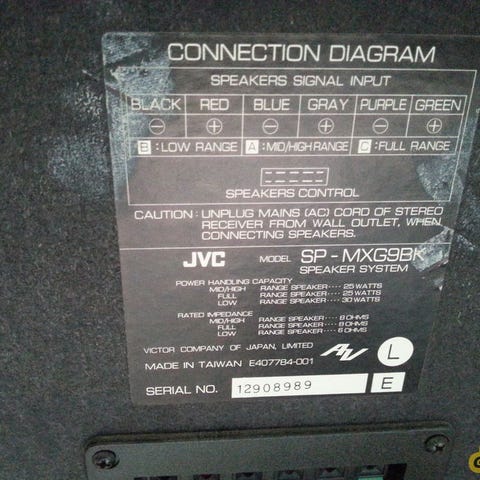 CONNECTION DIAGRAM
SPEAKERS SIGNAL INPUT
BLACK RED BLUE GRAY PURPLE GREEN
⊖ ⊕ ⊖ ⊕ ⊖ ⊕
B :LOW RANGE A :MID/HIGH RANGE C :FULL RANGE
SPEAKERS CONTROL
CAUTION : UNPLUG MAINS (AC) CORD OF STEREO
RECEIVER FROM WALL OUTLET, WHEN
CONNECTING SPEAKERS.
JVC MODEL SP - MXG9BK
SPEAKER SYSTEM
POWER HANDLING CAPACITY
MID/HIGH RANGE SPEAKER···· 25 WATTS
FULL RANGE SPEAKER···· 25 WATTS
LOW RANGE SPEAKER···· 30 WATTS
RATED IMPEDANCE
MID/HIGH RANGE SPEAKER···· 8 OHMS
FULL RANGE SPEAKER···· 6 OHMS
LOW RANGE SPEAKER···· 6 OHMS
VICTOR COMPANY OF JAPAN, LIMITED AV L
MADE IN TAIWAN E407784-001
SERIAL NO. 12908989 E